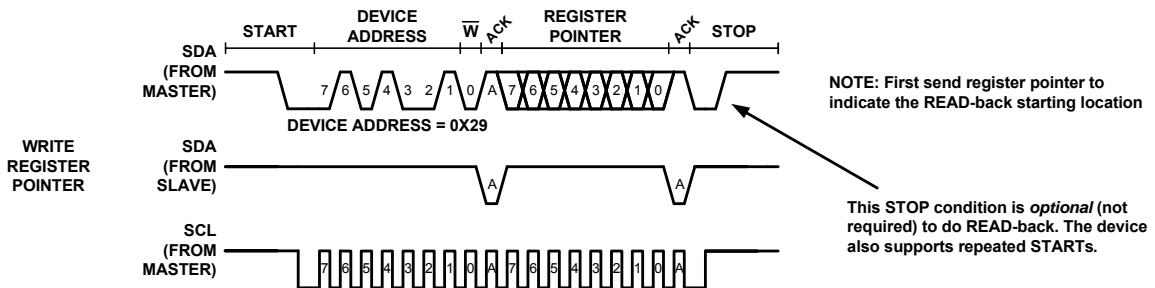 START
DEVICE
ADDRESS
W
ACK
REGISTER
POINTER
ACK
STOP
SDA
(FROM
MASTER)
7 6 5 4 3 2 1 0 A 7 6 5 4 3 2 1 0
DEVICE ADDRESS = 0X29
NOTE: First send register pointer to
indicate the READ-back starting location
WRITE
REGISTER
POINTER
SDA
(FROM
SLAVE)
A A
This STOP condition is optional (not
required) to do READ-back. The device
also supports repeated STARTs.
SCL
(FROM
MASTER)
7 6 5 4 3 2 1 0 A 7 6 5 4 3 2 1 0 A